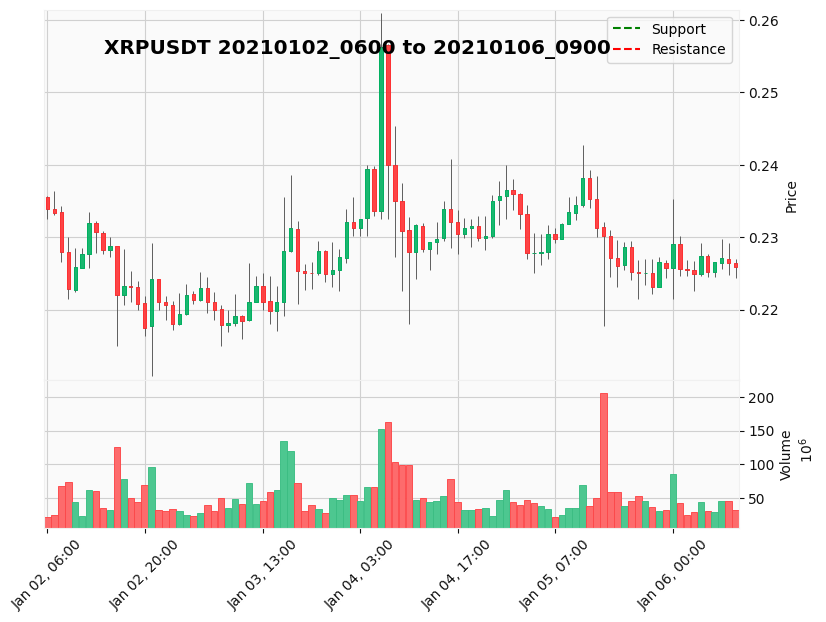 XRPUSDT 20210102_0600 to 20210106_0900
Support
Resistance
0.26
0.25
0.24
0.23
0.22
Price
200
150
100
50
Volume
10^6
Jan 02, 06:00
Jan 02, 20:00
Jan 03, 13:00
Jan 04, 03:00
Jan 04, 17:00
Jan 05, 07:00
Jan 06, 00:00